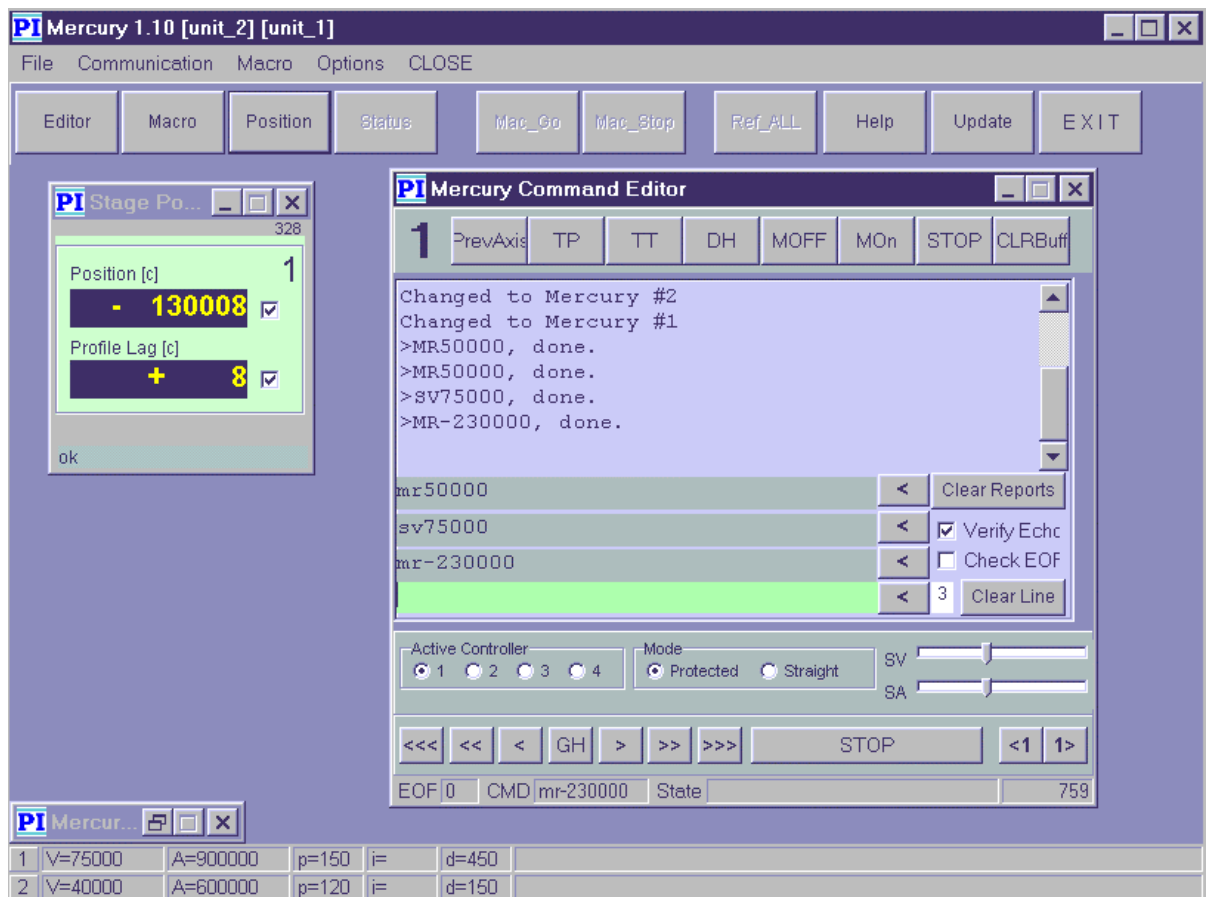 PI Mercury 1.10 [unit_2] [unit_1]
File Communication Macro Options CLOSE
Editor Macro Position Status Mac_Go Mac_Stop Ref_ALL Help Update EXIT
PI Stage Po...
328
1
Position [c]
- 130008
Profile Lag [c]
+ 8
ok
PI Mercury Command Editor
1 PrevAxis TP TT DH MOFF MOn STOP CLRBuff
Changed to Mercury #2
Changed to Mercury #1
>MR50000, done.
>MR50000, done.
>SV75000, done.
>MR-230000, done.
mr50000 < Clear Reports
sv75000 < Verify Echc
mr-230000 < Check EOF
< 3 Clear Line
Active Controller
1 2 3 4
Mode
Protected Straight
SV
SA
<<< << < GH > >> >>> STOP <1 1>
EOF 0 CMD mr-230000 State 759
PI Mercur...
1 V=75000 A=900000 p=150 i= d=450
2 V=40000 A=600000 p=120 i= d=150